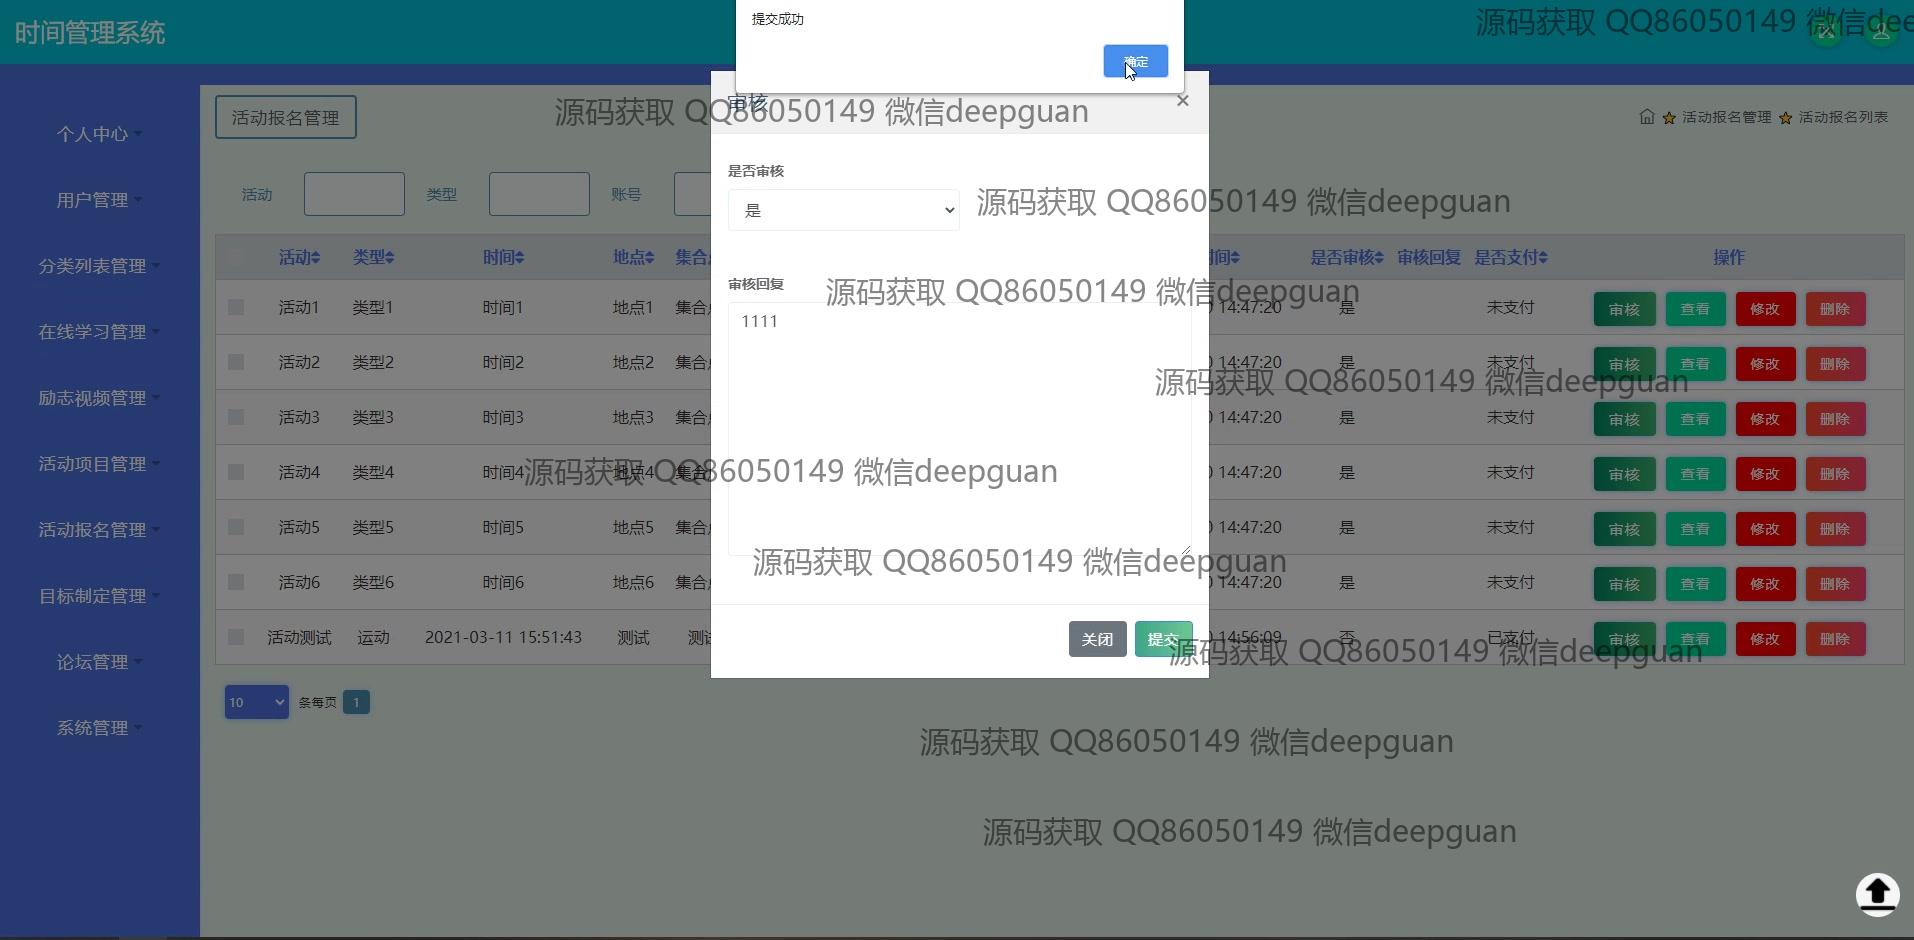 时间管理系统
提交成功
确定
源码获取 QQ86050149 微信dee
个人中心
用户管理
分类列表管理
在线学习管理
励志视频管理
活动项目管理
活动报名管理
目标制定管理
论坛管理
系统管理
活动报名管理
审核
×
源码获取 QQ86050149 微信deepguan
活动报名管理 活动报名列表
活动 类型 账号
是否审核
是
源码获取 QQ86050149 微信deepguan
活动 类型 时间 地点 集合 时间 是否审核 审核回复 是否支付 操作
审核回复
源码获取 QQ86050149 微信deepguan
1111
活动1 类型1 时间1 地点1 集合 14:47:20 是 未支付 审核 查看 修改 删除
活动2 类型2 时间2 地点2 集合 14:47:20 是 未支付 审核 查看 修改 删除
源码获取 QQ86050149 微信deepguan
活动3 类型3 时间3 地点3 集合 14:47:20 是 未支付 审核 查看 修改 删除
活动4 类型4 时间4 地点4 集合 14:47:20 是 未支付 审核 查看 修改 删除
源码获取 QQ86050149 微信deepguan
活动5 类型5 时间5 地点5 集合 14:47:20 是 未支付 审核 查看 修改 删除
源码获取 QQ86050149 微信deepguan
活动6 类型6 时间6 地点6 集合 14:47:20 是 未支付 审核 查看 修改 删除
活动测试 运动 2021-03-11 15:51:43 测试 测试 14:56:09 否 已支付 审核 查看 修改 删除
关闭 提交
源码获取 QQ86050149 微信deepguan
10 条每页 1
源码获取 QQ86050149 微信deepguan
源码获取 QQ86050149 微信deepguan